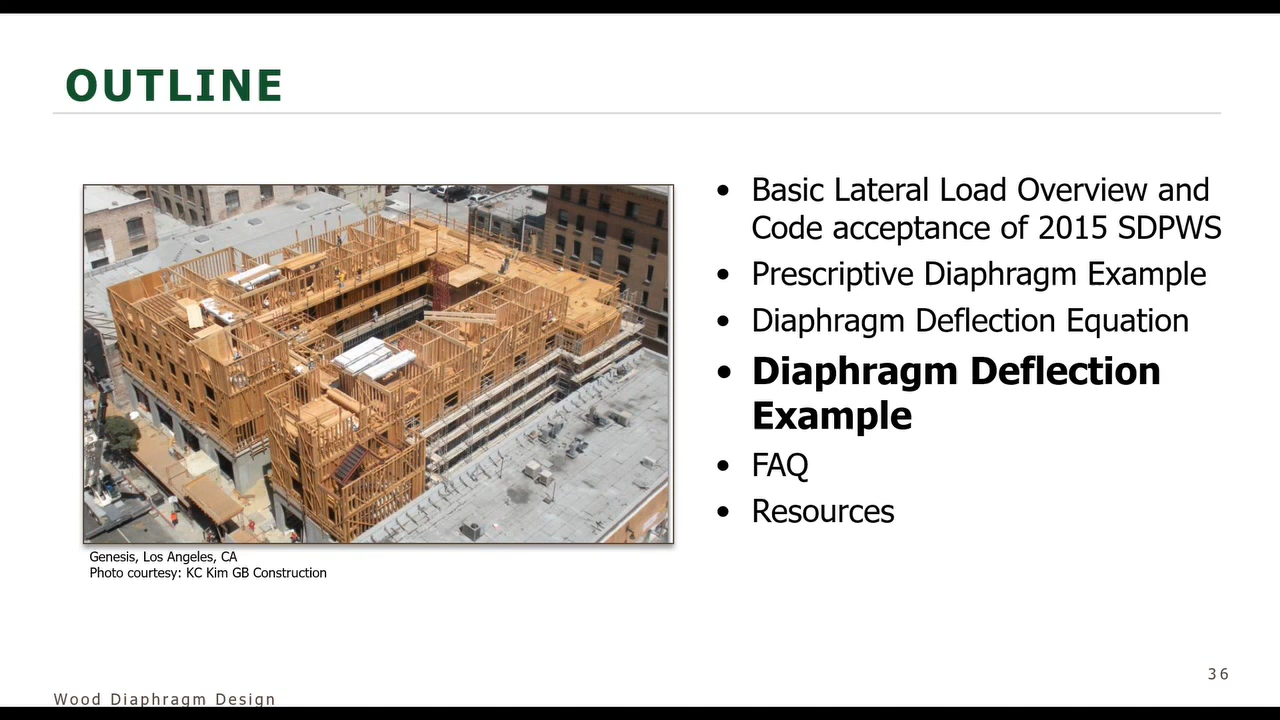 OUTLINE
• Basic Lateral Load Overview and
Code acceptance of 2015 SDPWS
• Prescriptive Diaphragm Example
• Diaphragm Deflection Equation
• Diaphragm Deflection
Example
• FAQ
• Resources
Genesis, Los Angeles, CA
Photo courtesy: KC Kim GB Construction
36
Wood Diaphragm Design